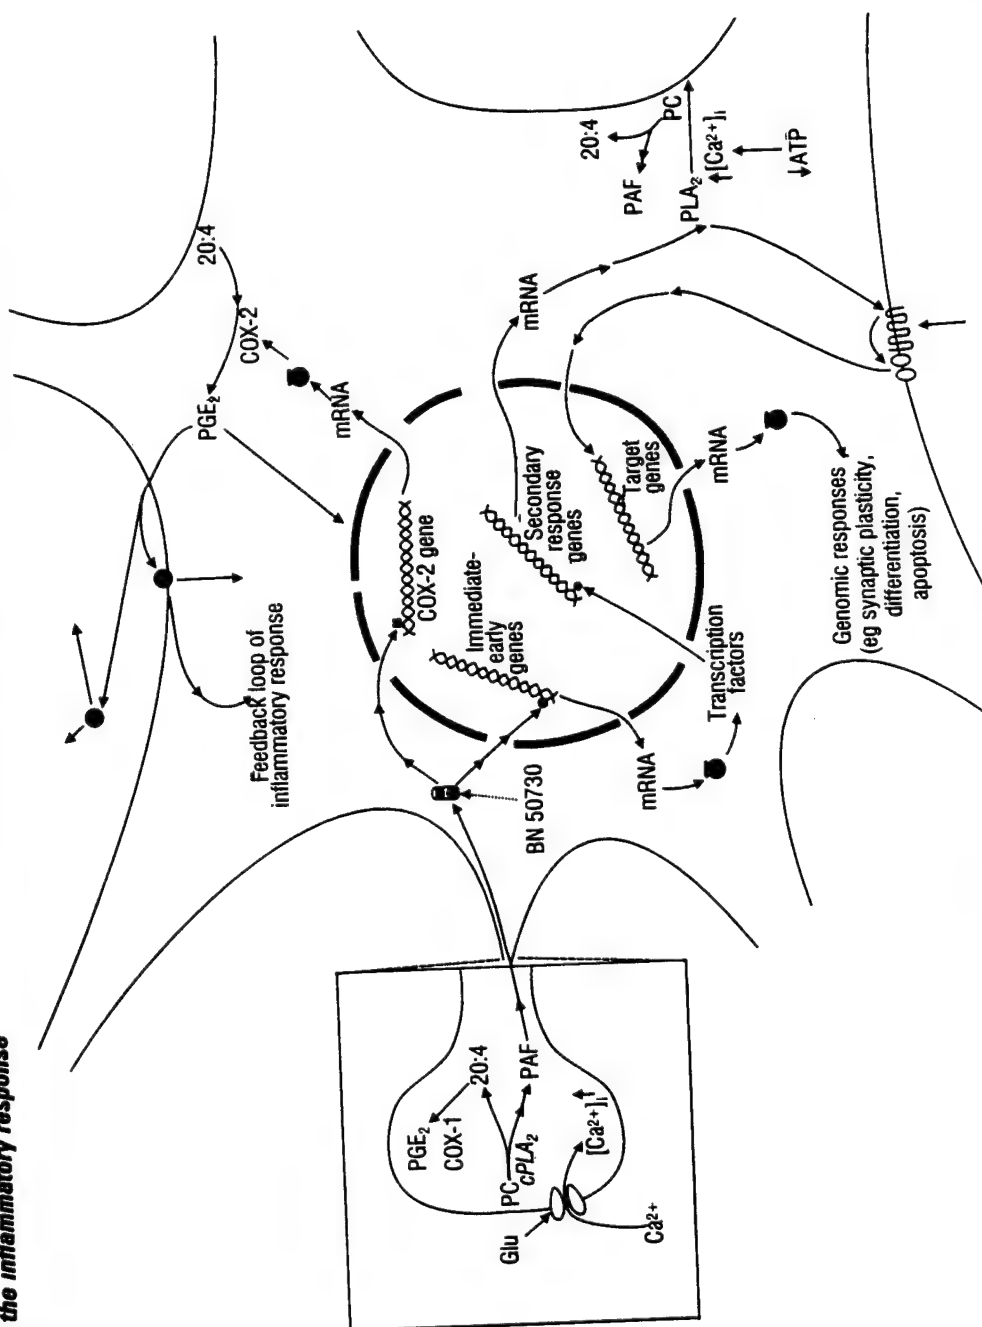 the inflammatory response
Glu
Ca²⁺
[Ca²⁺]ᵢ↑
PC
cPLA₂
PAF
20:4
PGE₂
COX-1
BN 50730
mRNA
Transcription
factors
Immediate-
early
genes
COX-2 gene
Feedback loop of
inflammatory response
Secondary
response
genes
Target
genes
mRNA
COX-2
PGE₂
20:4
mRNA
mRNA
Genomic responses
(eg synaptic plasticity,
differentiation,
apoptosis)
PLA₂
↑[Ca²⁺]ᵢ
↓ATP
PAF
PC
20:4